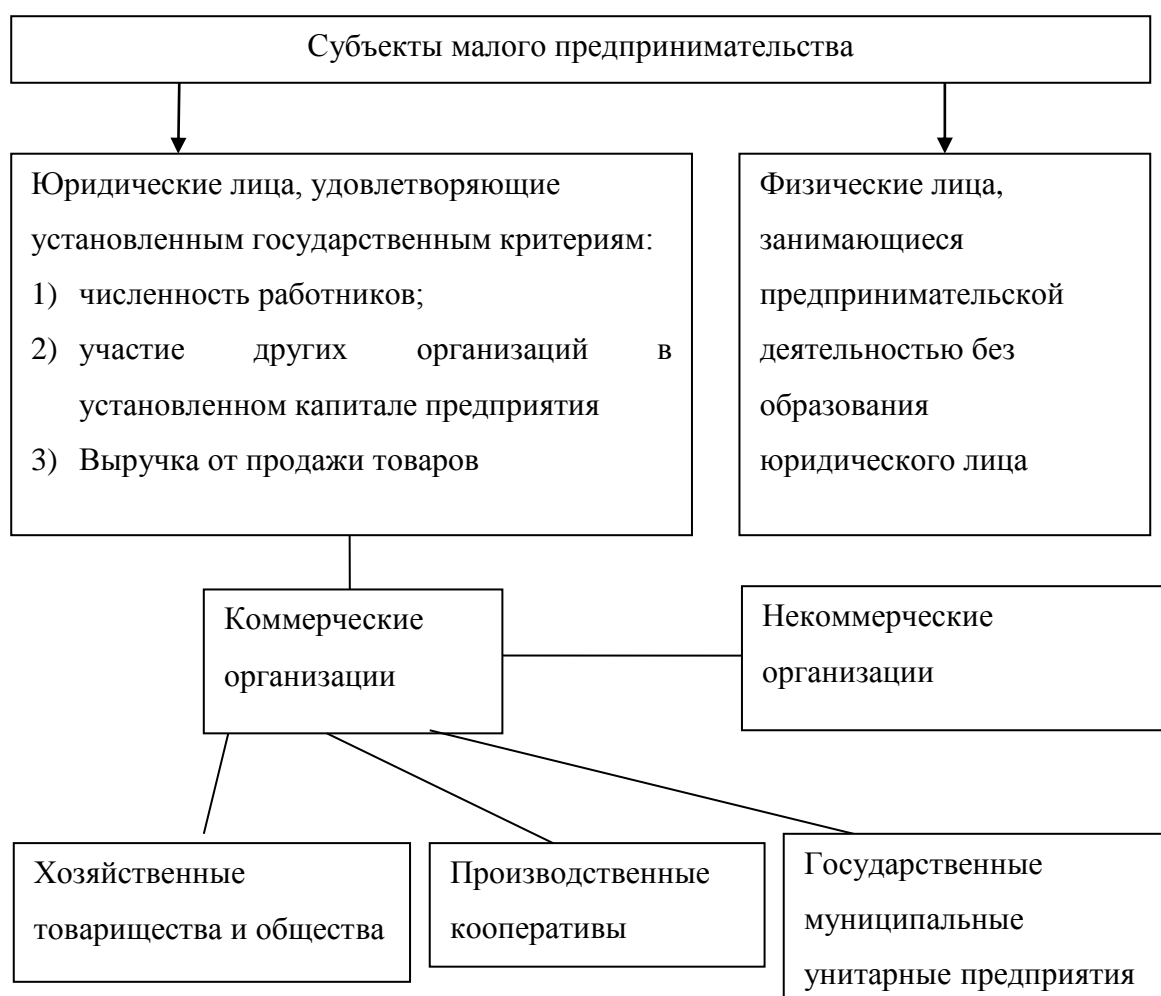 Субъекты малого предпринимательства
Юридические лица, удовлетворяющие
установленным государственным критериям:
1) численность работников;
2) участие других организаций в
установленном капитале предприятия
3) Выручка от продажи товаров
Физические лица,
занимающиеся
предпринимательской
деятельностью без
образования
юридического лица
Коммерческие
организации
Некоммерческие
организации
Хозяйственные
товарищества и общества
Производственные
кооперативы
Государственные
муниципальные
унитарные предприятия